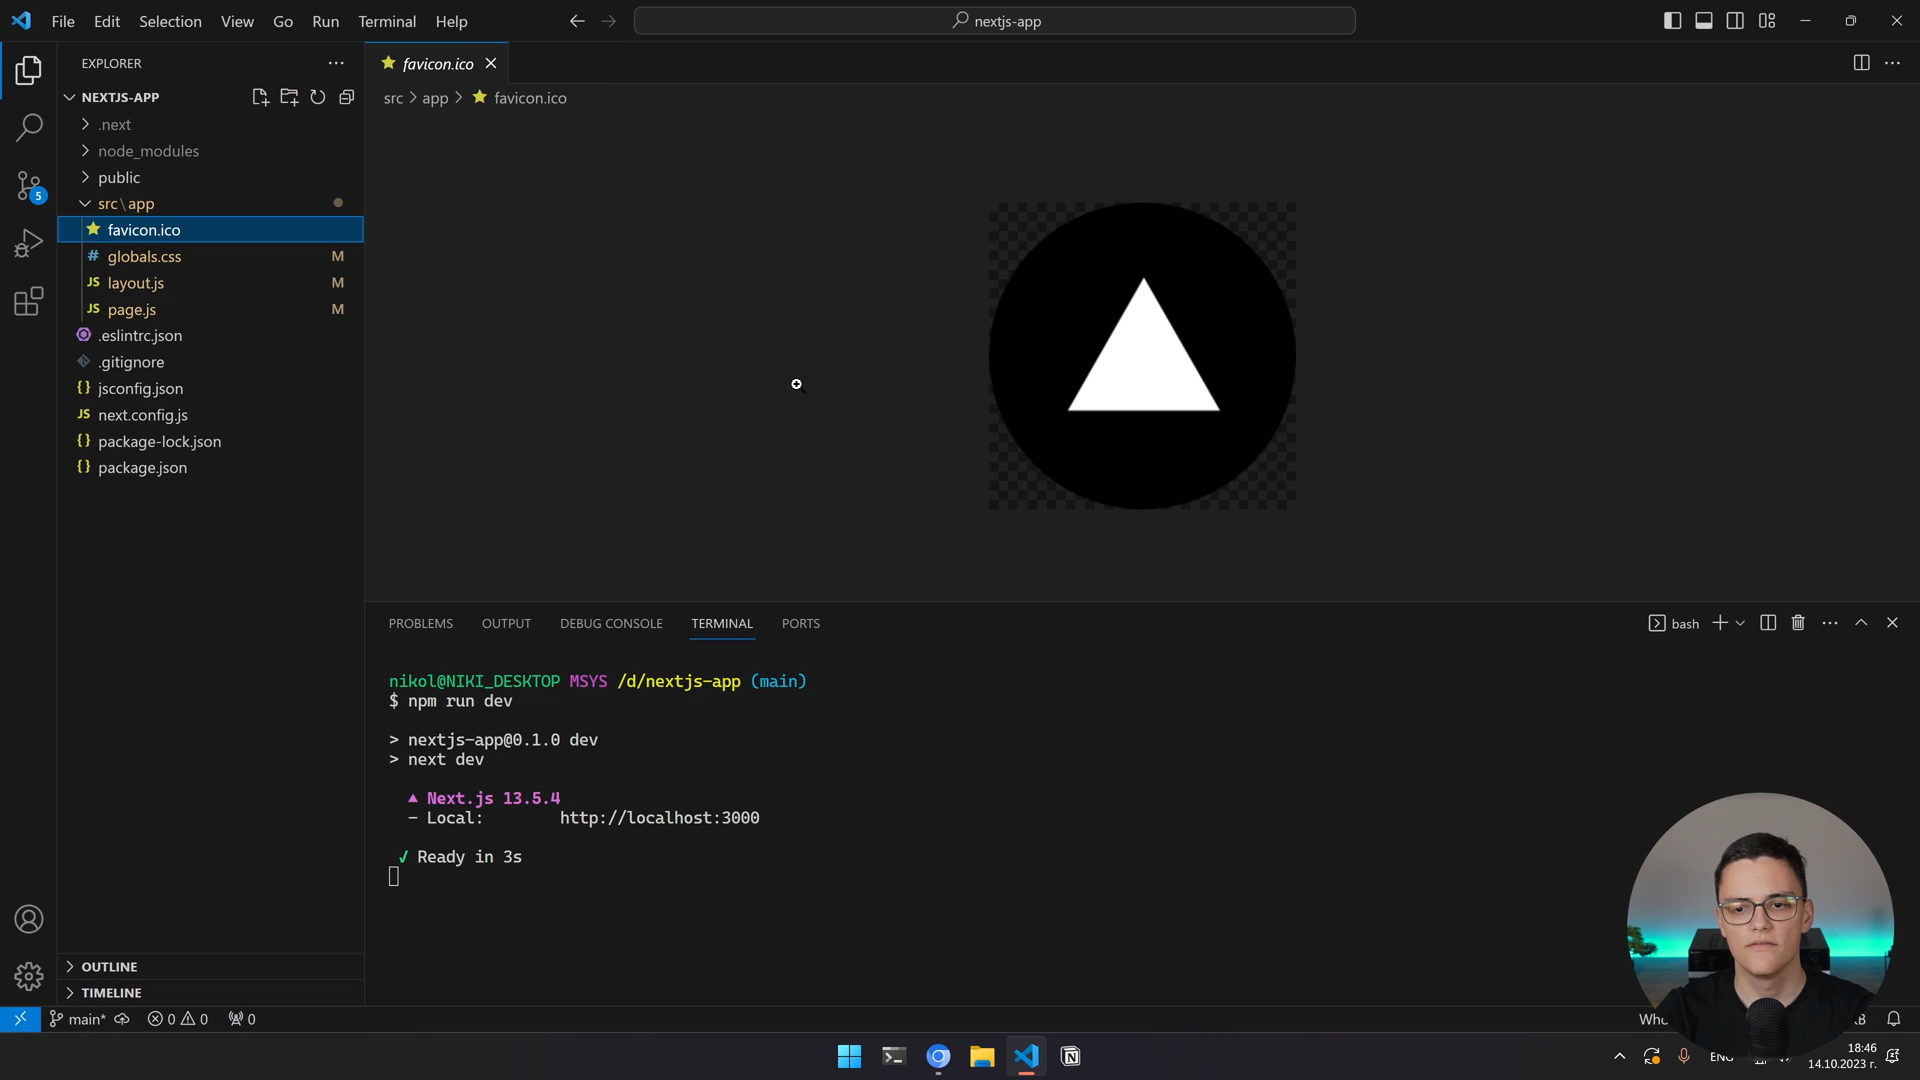 File Edit Selection View Go Run Terminal Help
nextjs-app
EXPLORER
favicon.ico
NEXTJS-APP
src > app > favicon.ico
.next
node_modules
public
src\app
favicon.ico
globals.css M
layout.js M
page.js M
.eslintrc.json
.gitignore
jsconfig.json
next.config.js
package-lock.json
package.json
5
PROBLEMS OUTPUT DEBUG CONSOLE TERMINAL PORTS
bash
nikol@NIKI_DESKTOP MSYS /d/nextjs-app (main)
$ npm run dev
> nextjs-app@0.1.0 dev
> next dev
▲ Next.js 13.5.4
- Local: http://localhost:3000
✓ Ready in 3s
OUTLINE
TIMELINE
main* 0 0 0
18:46
14.10.2023 г.